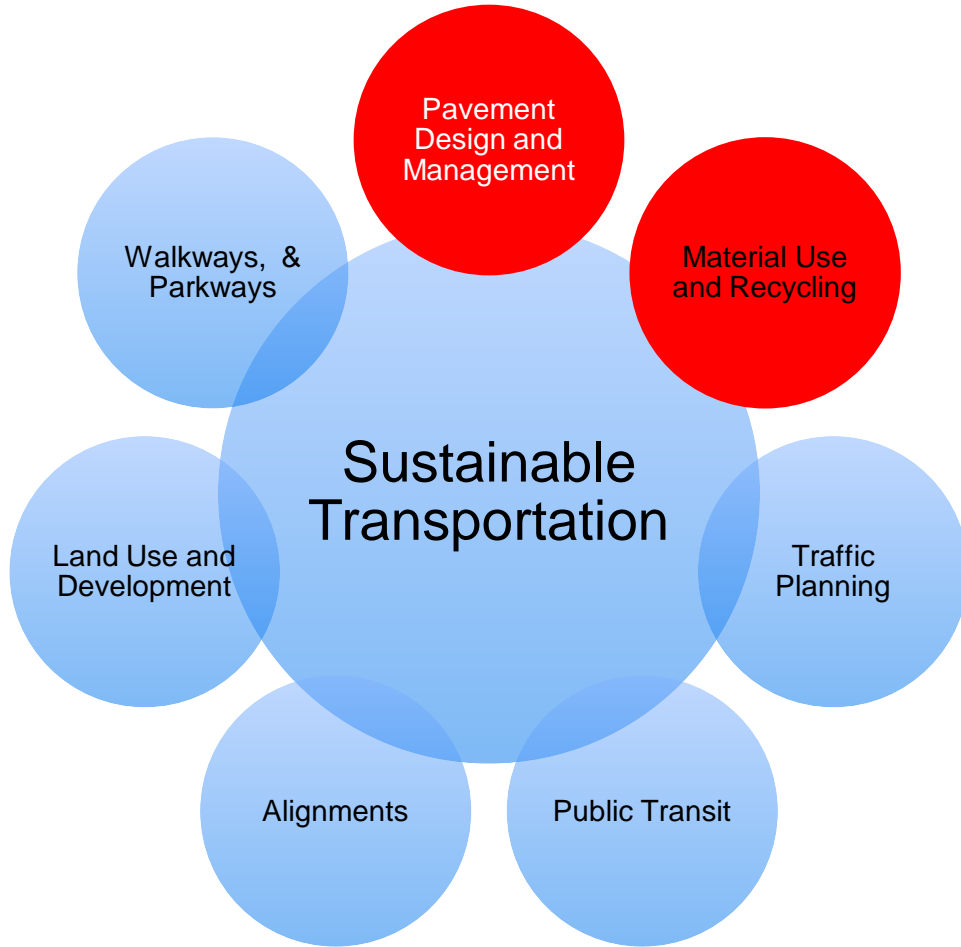 Pavement
Design and
Management
Walkways,  &
Parkways
Material Use
and Recycling
Sustainable
Transportation
Land Use and
Development
Traffic
Planning
Alignments
Public Transit